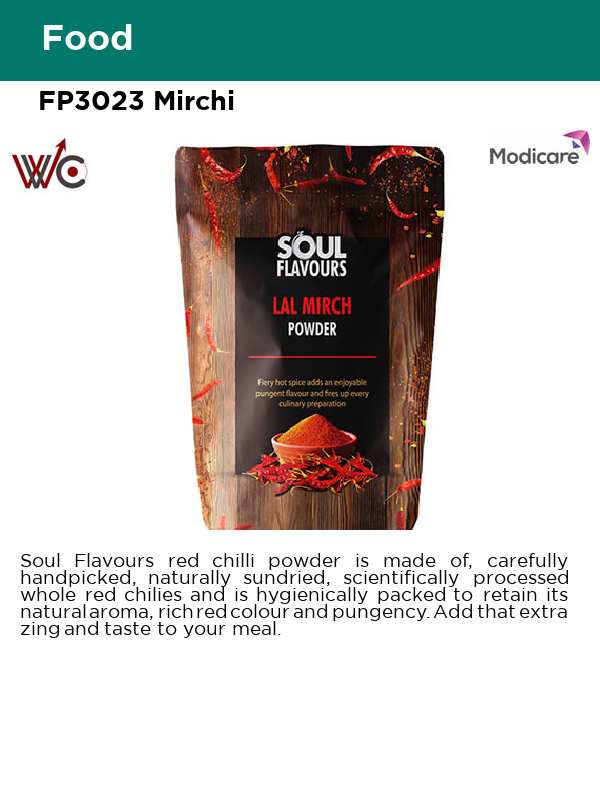 Food
FP3023 Mirchi
WC
Modicare
SOUL
FLAVOURS
LAL MIRCH
POWDER
Fiery hot spice adds an enjoyable
pungent flavour and fires up every
culinary preparation
Soul Flavours red chilli powder is made of, carefully
handpicked, naturally sundried, scientifically processed
whole red chilies and is hygienically packed to retain its
natural aroma, rich red colour and pungency. Add that extra
zing and taste to your meal.